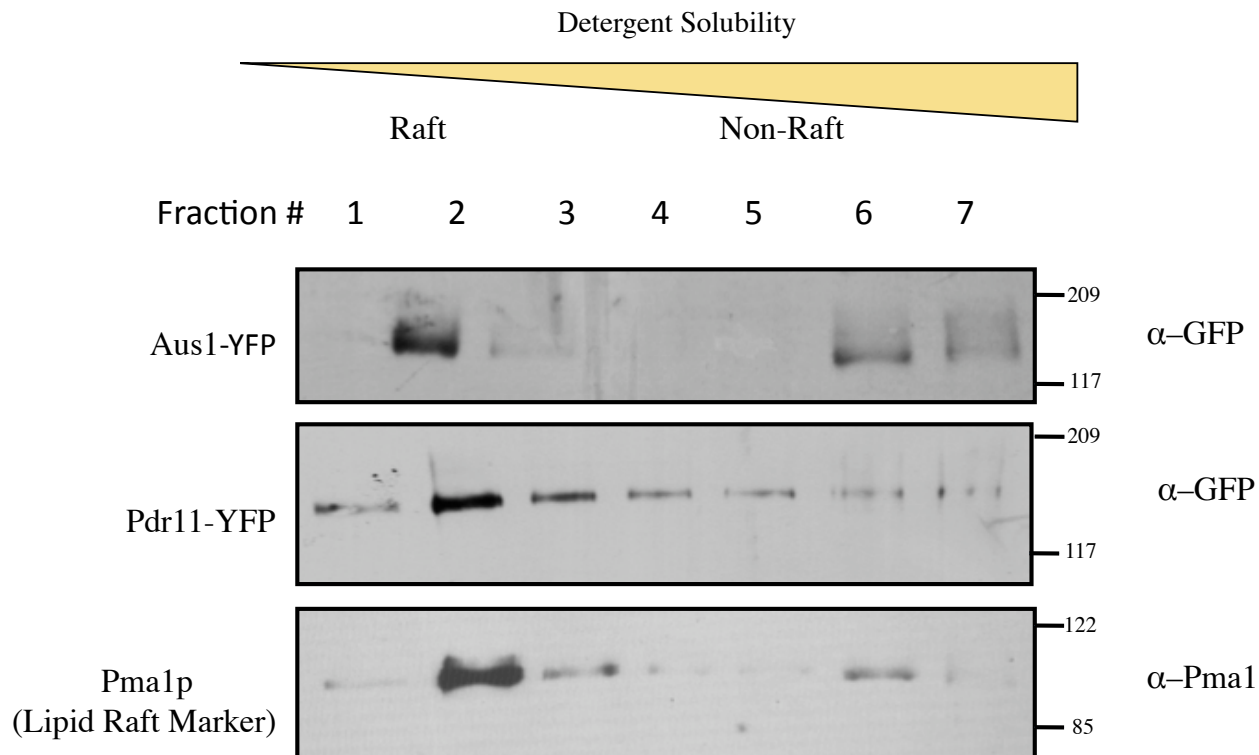 Detergent Solubility
Raft Non-Raft
Fraction # 1 2 3 4 5 6 7
209
Aus1-YFP α–GFP
117
209
Pdr11-YFP α–GFP
117
122
Pma1p
(Lipid Raft Marker) α–Pma1
85